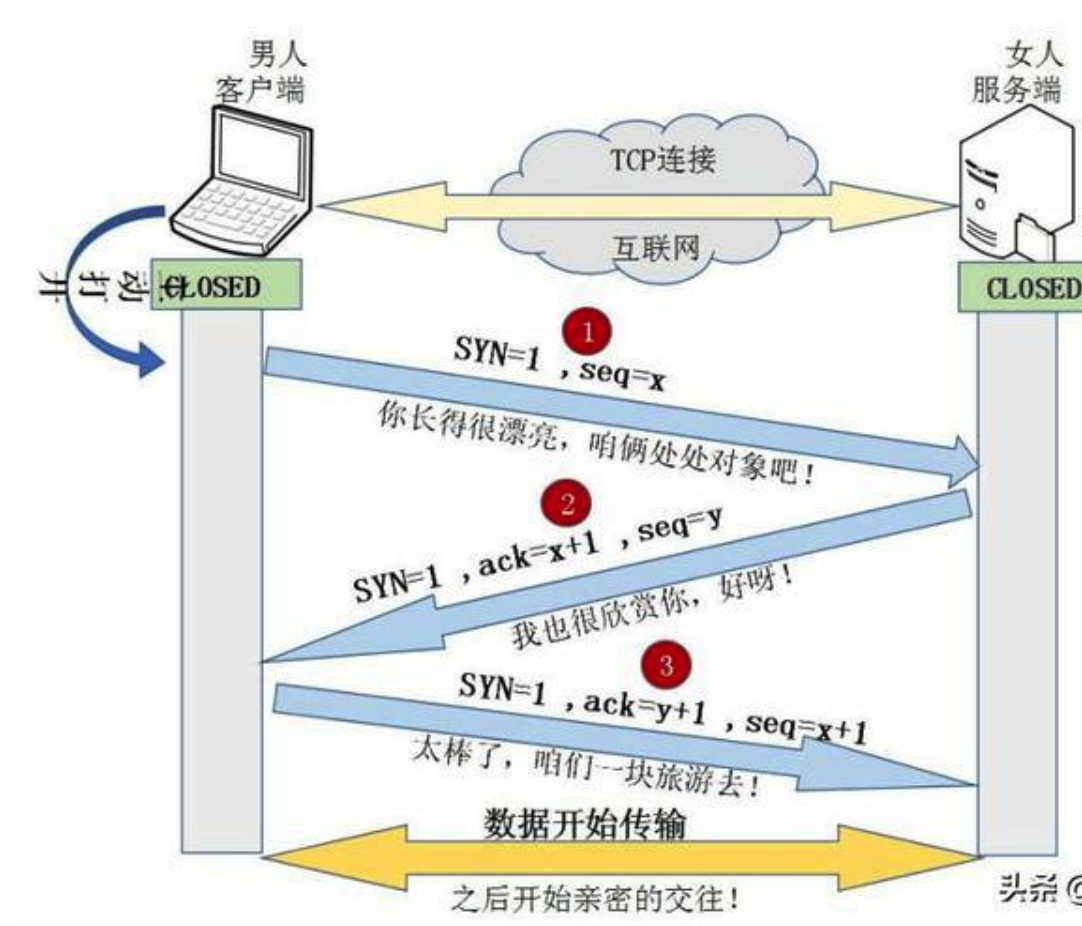 男人
客户端
女人
服务端
TCP连接
互联网
主动打开
CLOSED
CLOSED
1
SYN=1 ,seq=x
你长得很漂亮, 咱俩处处对象吧!
2
SYN=1 ,ack=x+1 ,seq=y
我也很欣赏你, 好呀!
3
SYN=1 ,ack=y+1 ,seq=x+1
太棒了, 咱们一块旅游去!
数据开始传输
之后开始亲密的交往!
头条 @